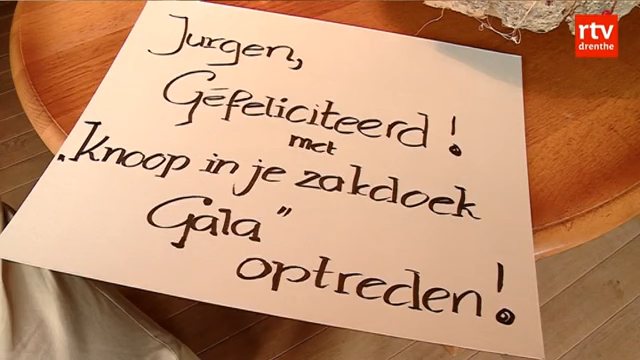 rtv
drenthe
Jurgen,
Gefeliciteerd!
met
„Knoop in je zakdoek
Gala”
optreden!